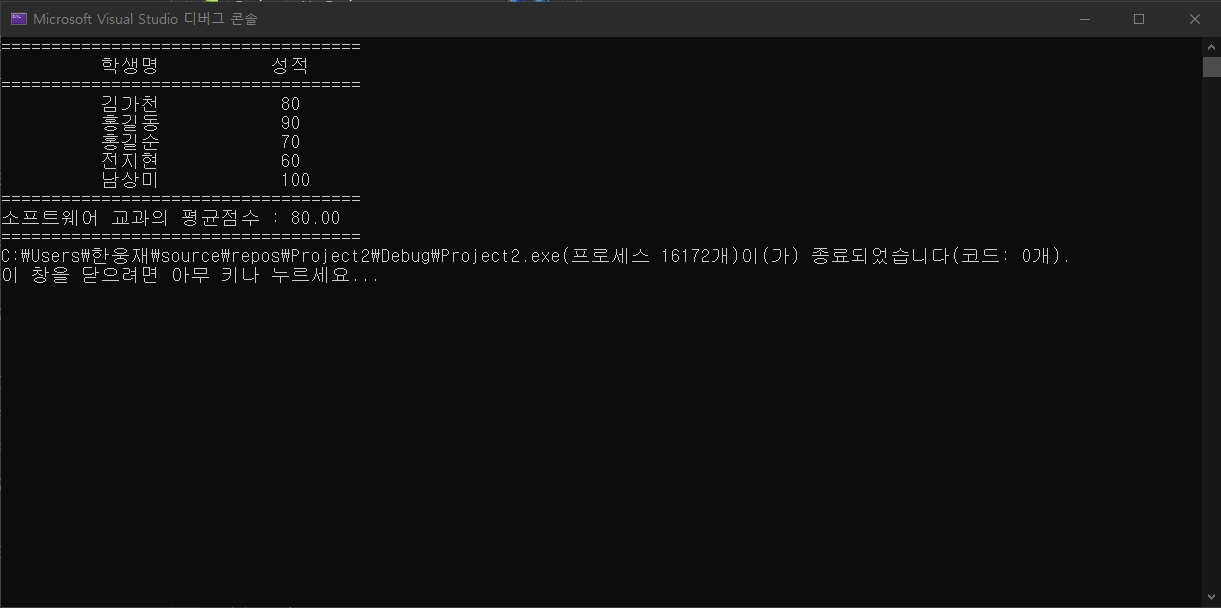 Microsoft Visual Studio 디버그 콘솔
====================================
학생명 성적
====================================
김가천 80
홍길동 90
홍길순 70
전지현 60
남상미 100
====================================
소프트웨어 교과의 평균점수 : 80.00
====================================
C:₩Users₩한웅재₩source₩repos₩Project2₩Debug₩Project2.exe(프로세스 16172개)이(가) 종료되었습니다(코드: 0개).
이 창을 닫으려면 아무 키나 누르세요...